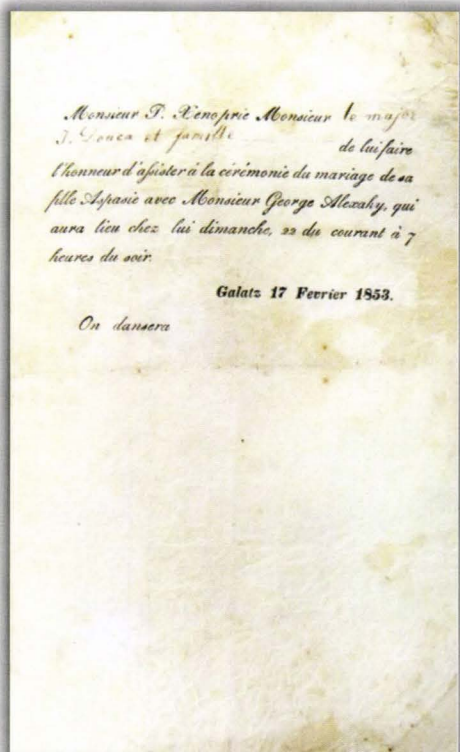 Monsieur P. Xeno prie Monsieur le major
J. et famille de lui faire
l'honneur d'assister à la cérémonie du mariage de sa
fille Aspasie avec Monsieur George Alexaky, qui
aura lieu chez lui dimanche, 22 du courant à 7
heures du soir.
Galatz 17 Fevrier 1853.
On dansera